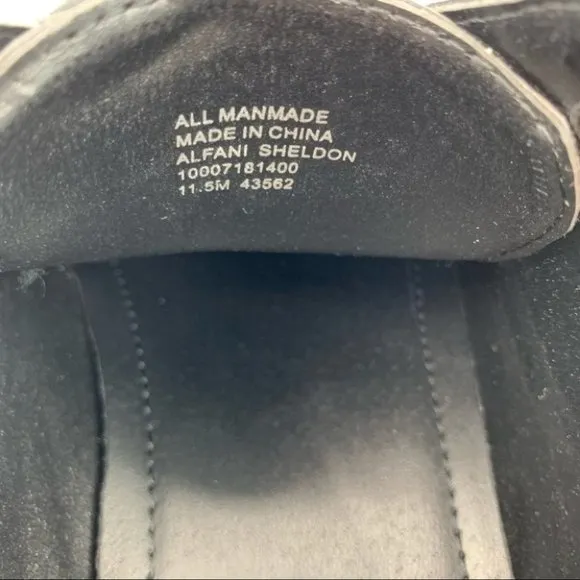 ALL MANMADE
MADE IN CHINA
ALFANI SHELDON
10007181400
11.5M 43562